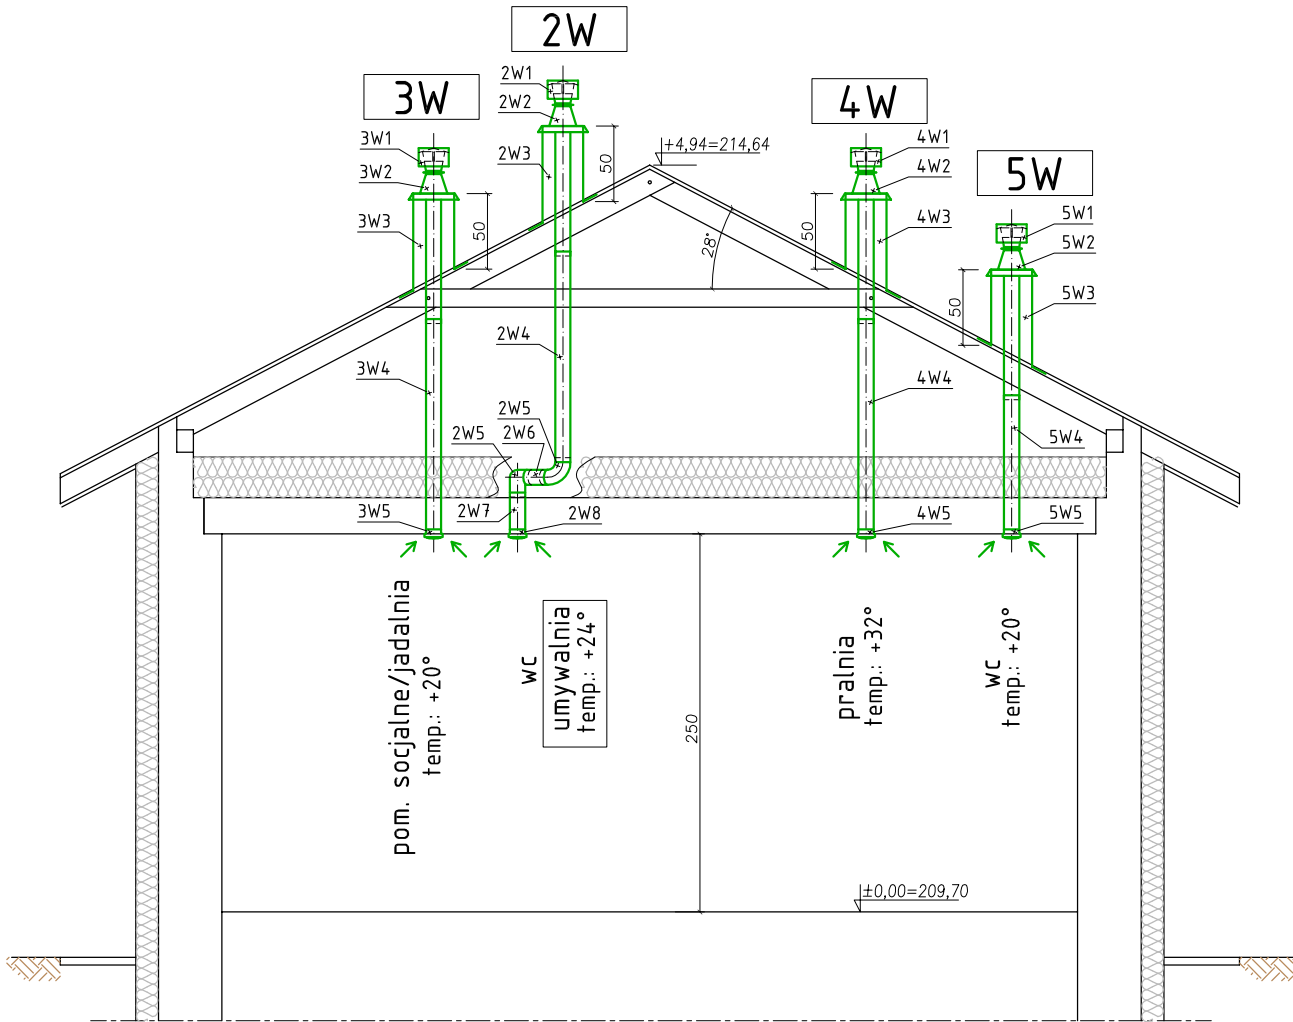 2W
3W
4W
5W
2W1
2W2
2W3
50
+4,94=214,64
3W1
3W2
3W3
50
4W1
4W2
4W3
50
28°
5W1
5W2
5W3
50
2W4
3W4
4W4
5W4
2W5
2W5
2W6
2W7
2W8
3W5
4W5
5W5
pom. socjalne/jadalnia
temp.: +20°
WC
umywalnia
temp.: +24°
pralnia
temp.: +32°
WC
temp.: +20°
250
±0,00=209,70